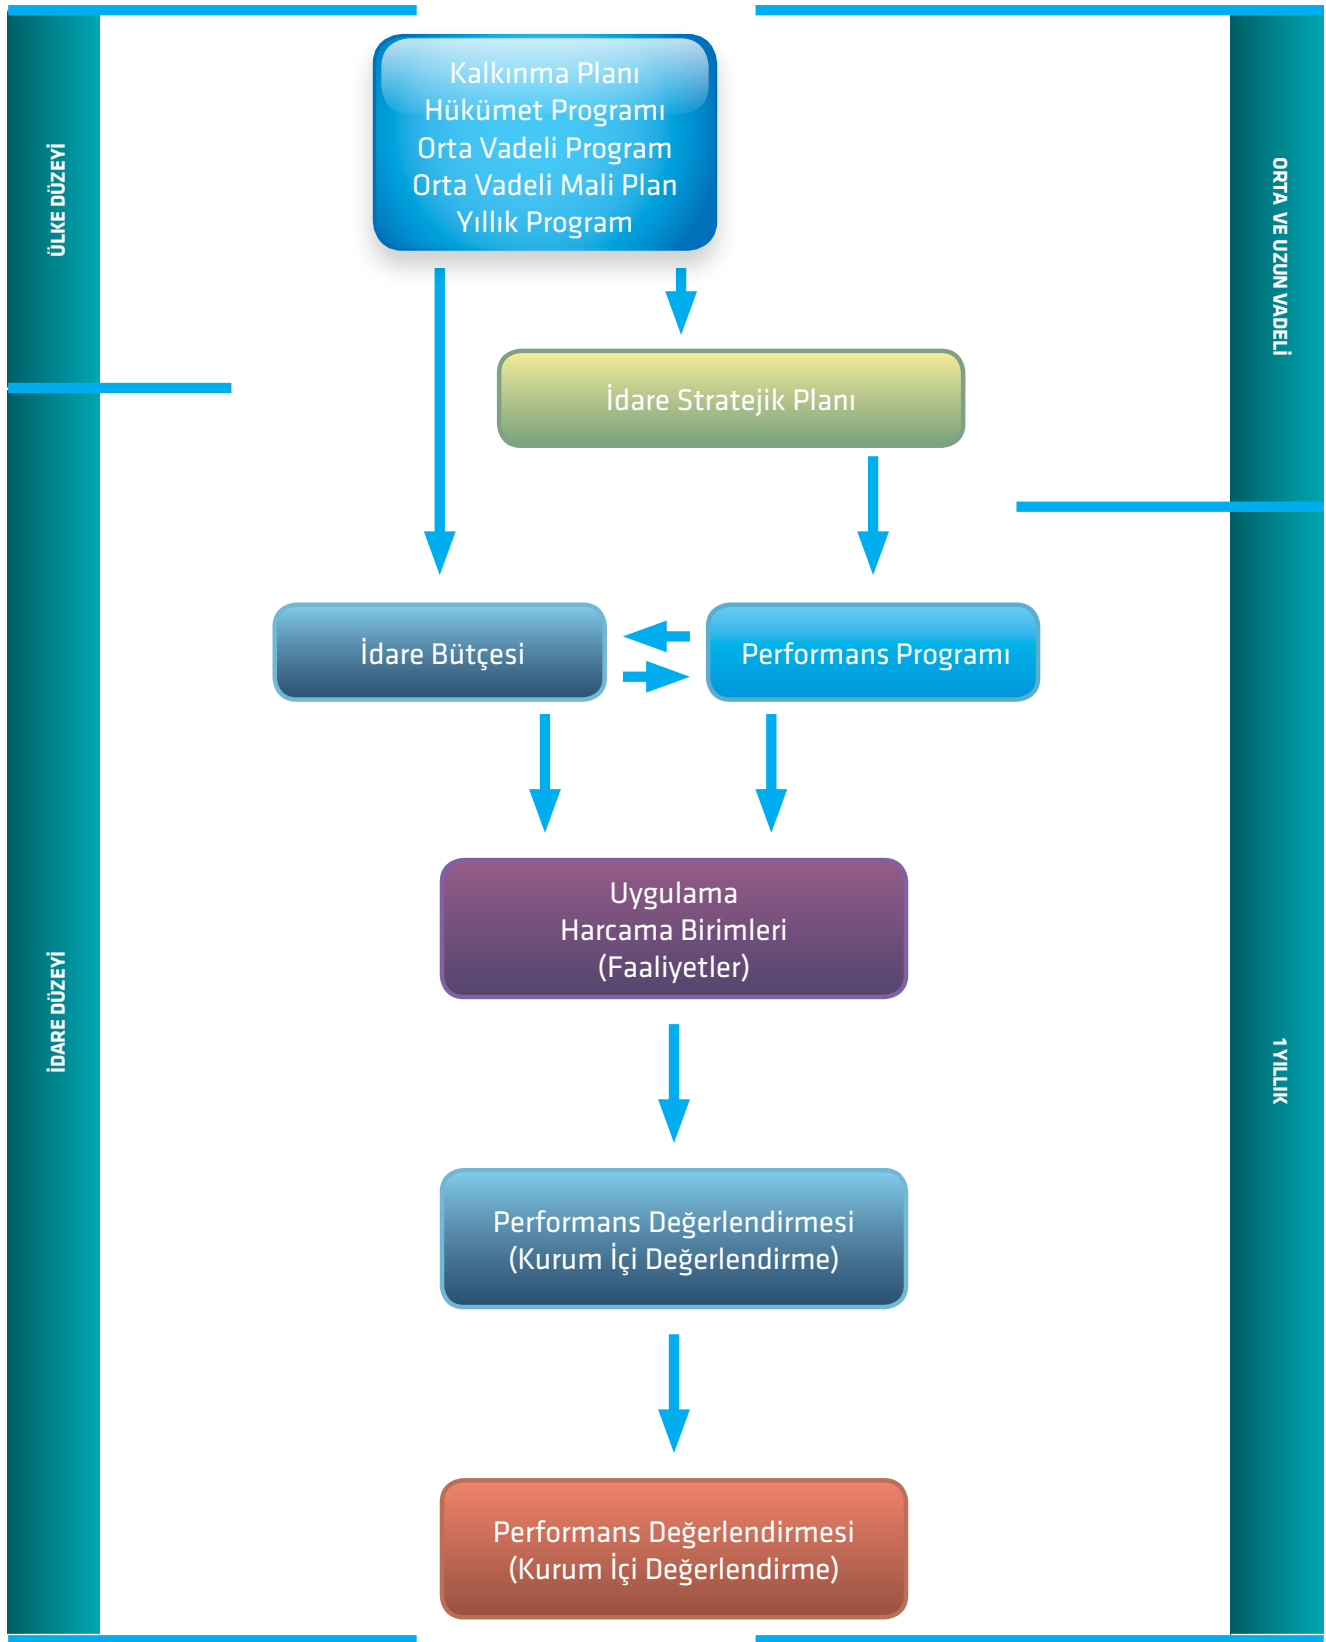 ÜLKE DÜZEYİ
Kalkınma Planı
Hükümet Programı
Orta Vadeli Program
Orta Vadeli Mali Plan
Yıllık Program
ORTA VE UZUN VADELİ
İdare Stratejik Planı
İdare Bütçesi
Performans Programı
Uygulama
Harcama Birimleri
(Faaliyetler)
İDARE DÜZEYİ
1 YILLIK
Performans Değerlendirmesi
(Kurum İçi Değerlendirme)
Performans Değerlendirmesi
(Kurum İçi Değerlendirme)